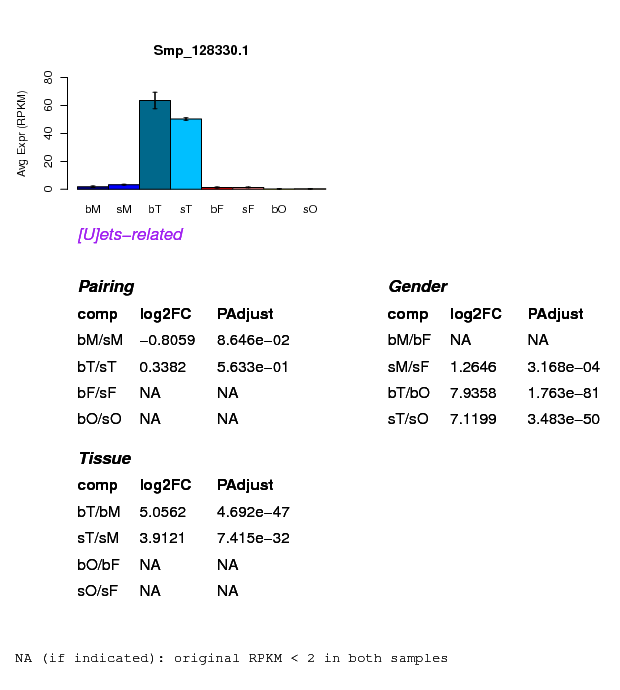 Smp_128330.1
Avg Expr (RPKM)
0 20 40 60 80
bM sM bT sT bF sF bO sO
[U]ets−related
Pairing
comp log2FC PAdjust
bM/sM −0.8059 8.646e−02
bT/sT 0.3382 5.633e−01
bF/sF NA NA
bO/sO NA NA
Gender
comp log2FC PAdjust
bM/bF NA NA
sM/sF 1.2646 3.168e−04
bT/bO 7.9358 1.763e−81
sT/sO 7.1199 3.483e−50
Tissue
comp log2FC PAdjust
bT/bM 5.0562 4.692e−47
sT/sM 3.9121 7.415e−32
bO/bF NA NA
sO/sF NA NA
NA (if indicated): original RPKM < 2 in both samples